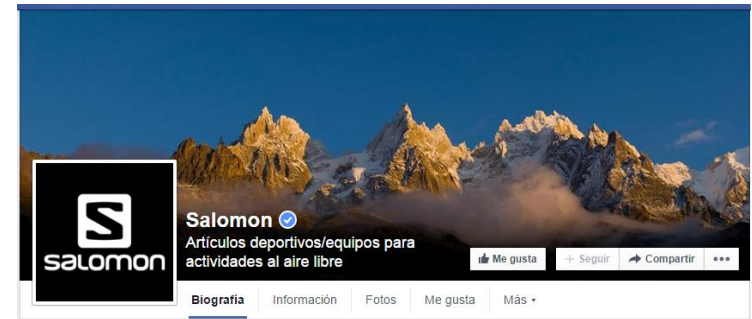 S
salomon
Salomon
Artículos deportivos/equipos para
actividades al aire libre
Me gusta
+ Seguir
Compartir
•••
Biografía
Información
Fotos
Me gusta
Más